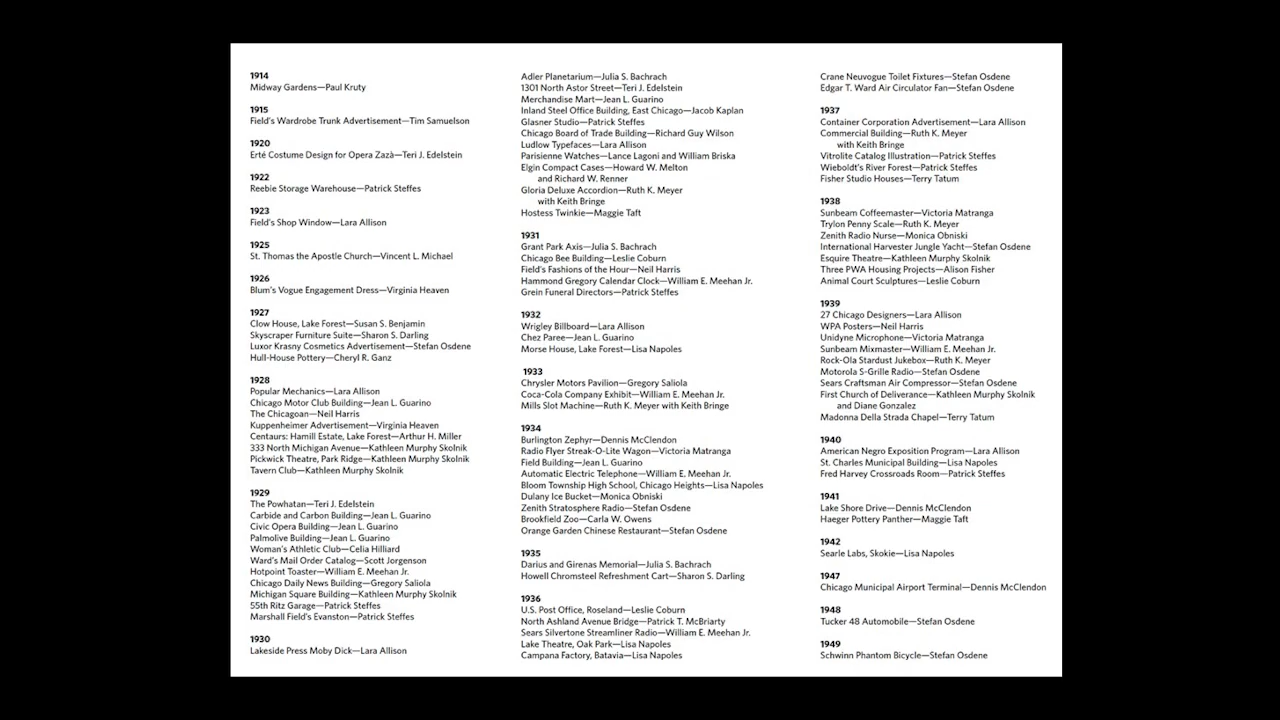 1914
Midway Gardens—Paul Kruty
1915
Field's Wardrobe Trunk Advertisement—Tim Samuelson
1920
Erté Costume Design for Opera Zazà—Teri J. Edelstein
1922
Reebie Storage Warehouse—Patrick Steffes
1923
Field's Shop Window—Lara Allison
1925
St. Thomas the Apostle Church—Vincent L. Michael
1926
Blum's Vogue Engagement Dress—Virginia Heaven
1927
Clow House, Lake Forest—Susan S. Benjamin
Skyscraper Furniture Suite—Sharon S. Darling
Luxor Krasny Cosmetics Advertisement—Stefan Osdene
Hull-House Pottery—Cheryl R. Ganz
1928
Popular Mechanics—Lara Allison
Chicago Motor Club Building—Jean L. Guarino
The Chicagoan—Neil Harris
Kuppenheimer Advertisement—Virginia Heaven
Centaurs: Hamill Estate, Lake Forest—Arthur H. Miller
333 North Michigan Avenue—Kathleen Murphy Skolnik
Pickwick Theatre, Park Ridge—Kathleen Murphy Skolnik
Tavern Club—Kathleen Murphy Skolnik
1929
The Powhatan—Teri J. Edelstein
Carbide and Carbon Building—Jean L. Guarino
Civic Opera Building—Jean L. Guarino
Palmolive Building—Jean L. Guarino
Woman's Athletic Club—Celia Hilliard
Ward's Mail Order Catalog—Scott Jorgenson
Hotpoint Toaster—William E. Meehan Jr.
Chicago Daily News Building—Gregory Saliola
Michigan Square Building—Kathleen Murphy Skolnik
55th Ritz Garage—Patrick Steffes
Marshall Field's Evanston—Patrick Steffes
1930
Lakeside Press Moby Dick—Lara Allison
Adler Planetarium—Julia S. Bachrach
1301 North Astor Street—Teri J. Edelstein
Merchandise Mart—Jean L. Guarino
Inland Steel Office Building, East Chicago—Jacob Kaplan
Glasner Studio—Patrick Steffes
Chicago Board of Trade Building—Richard Guy Wilson
Ludlow Typefaces—Lara Allison
Parisienne Watches—Lance Lagoni and William Briska
Elgin Compact Cases—Howard W. Melton
and Richard W. Renner
Gloria Deluxe Accordion—Ruth K. Meyer
with Keith Bringe
Hostess Twinkie—Maggie Taft
1931
Grant Park Axis—Julia S. Bachrach
Chicago Bee Building—Leslie Coburn
Field's Fashions of the Hour—Neil Harris
Hammond Gregory Calendar Clock—William E. Meehan Jr.
Grein Funeral Directors—Patrick Steffes
1932
Wrigley Billboard—Lara Allison
Chez Paree—Jean L. Guarino
Morse House, Lake Forest—Lisa Napoles
1933
Chrysler Motors Pavilion—Gregory Saliola
Coca-Cola Company Exhibit—William E. Meehan Jr.
Mills Slot Machine—Ruth K. Meyer with Keith Bringe
1934
Burlington Zephyr—Dennis McClendon
Radio Flyer Streak-O-Lite Wagon—Victoria Matranga
Field Building—Jean L. Guarino
Automatic Electric Telephone—William E. Meehan Jr.
Bloom Township High School, Chicago Heights—Lisa Napoles
Dulany Ice Bucket—Monica Obniski
Zenith Stratosphere Radio—Stefan Osdene
Brookfield Zoo—Carla W. Owens
Orange Garden Chinese Restaurant—Stefan Osdene
1935
Darius and Girenas Memorial—Julia S. Bachrach
Howell Chromsteel Refreshment Cart—Sharon S. Darling
1936
U.S. Post Office, Roseland—Leslie Coburn
North Ashland Avenue Bridge—Patrick T. McBriarty
Sears Silvertone Streamliner Radio—William E. Meehan Jr.
Lake Theatre, Oak Park—Lisa Napoles
Campana Factory, Batavia—Lisa Napoles
Crane Neuvogue Toilet Fixtures—Stefan Osdene
Edgar T. Ward Air Circulator Fan—Stefan Osdene
1937
Container Corporation Advertisement—Lara Allison
Commercial Building—Ruth K. Meyer
with Keith Bringe
Vitrolite Catalog Illustration—Patrick Steffes
Wieboldt's River Forest—Patrick Steffes
Fisher Studio Houses—Terry Tatum
1938
Sunbeam Coffeemaster—Victoria Matranga
Trylon Penny Scale—Ruth K. Meyer
Zenith Radio Nurse—Monica Obniski
International Harvester Jungle Yacht—Stefan Osdene
Esquire Theatre—Kathleen Murphy Skolnik
Three PWA Housing Projects—Alison Fisher
Animal Court Sculptures—Leslie Coburn
1939
27 Chicago Designers—Lara Allison
WPA Posters—Neil Harris
Unidyne Microphone—Victoria Matranga
Sunbeam Mixmaster—William E. Meehan Jr.
Rock-Ola Stardust Jukebox—Ruth K. Meyer
Motorola S-Grille Radio—Stefan Osdene
Sears Craftsman Air Compressor—Stefan Osdene
First Church of Deliverance—Kathleen Murphy Skolnik
and Diane Gonzalez
Madonna Della Strada Chapel—Terry Tatum
1940
American Negro Exposition Program—Lara Allison
St. Charles Municipal Building—Lisa Napoles
Fred Harvey Crossroads Room—Patrick Steffes
1941
Lake Shore Drive—Dennis McClendon
Haeger Pottery Panther—Maggie Taft
1942
Searle Labs, Skokie—Lisa Napoles
1947
Chicago Municipal Airport Terminal—Dennis McClendon
1948
Tucker 48 Automobile—Stefan Osdene
1949
Schwinn Phantom Bicycle—Stefan Osdene